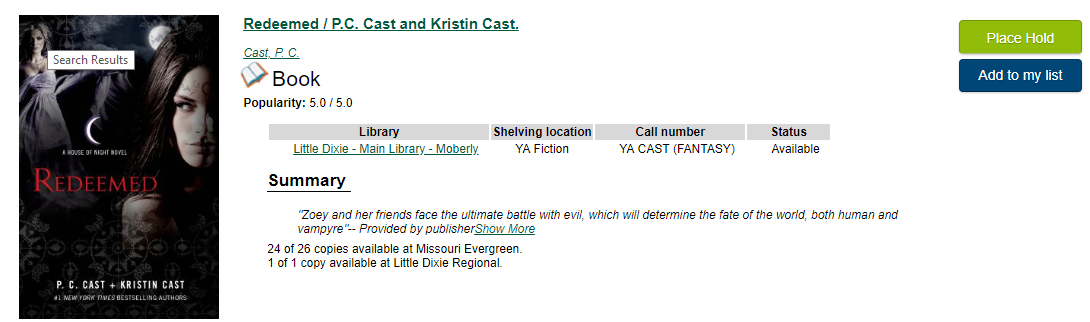 Search Results
A HOUSE OF NIGHT NOVEL
REDEEMED
P. C. CAST + KRISTIN CAST
#1 NEW YORK TIMES BESTSELLING AUTHORS
Redeemed / P.C. Cast and Kristin Cast.
Cast, P. C.
Book
Popularity: 5.0 / 5.0
Library Shelving location Call number Status
Little Dixie - Main Library - Moberly YA Fiction YA CAST (FANTASY) Available
Summary
"Zoey and her friends face the ultimate battle with evil, which will determine the fate of the world, both human and
vampyre"-- Provided by publisherShow More
24 of 26 copies available at Missouri Evergreen.
1 of 1 copy available at Little Dixie Regional.
Place Hold
Add to my list